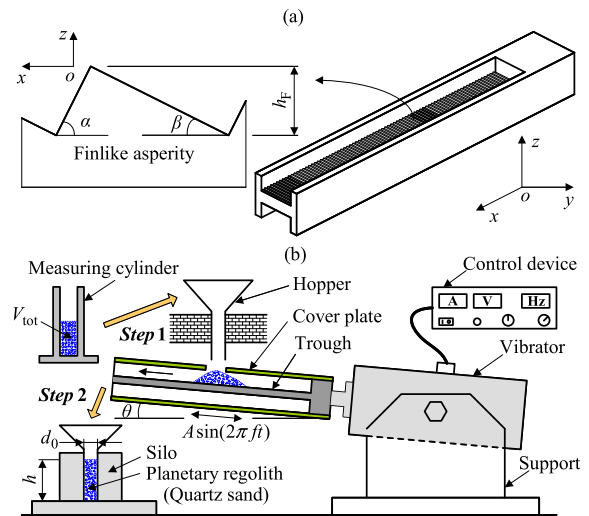 (a)
z
x
o
α
β
h_F
Finlike asperity
z
o
y
x
(b)
Measuring cylinder
V_tot
Step 1
Hopper
Cover plate
Trough
Control device
A V Hz
Vibrator
Step 2
θ
A sin(2π ft)
d_0
Silo
h
Planetary regolith
(Quartz sand)
Support